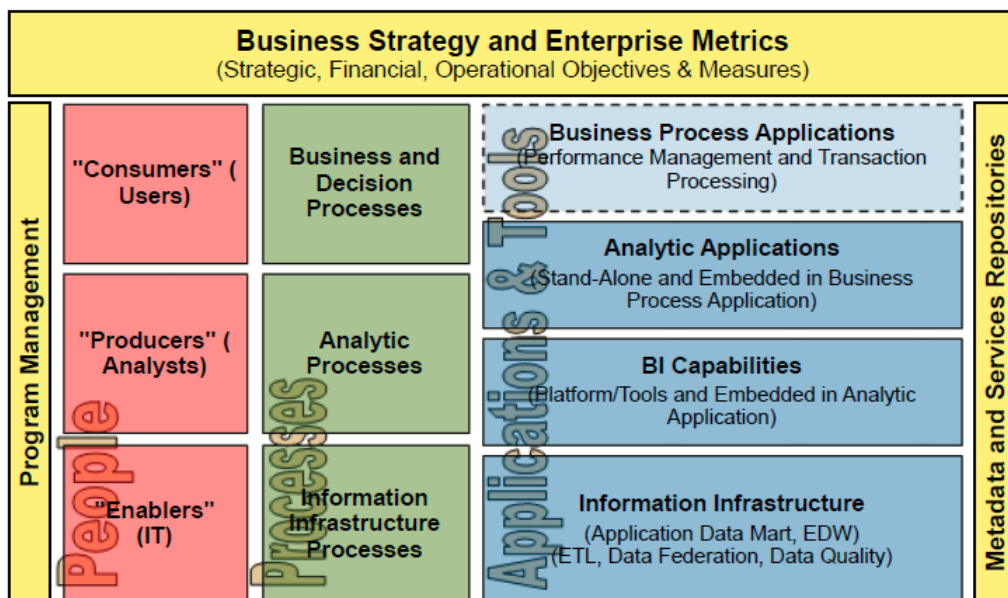 Business Strategy and Enterprise Metrics
(Strategic, Financial, Operational Objectives & Measures)
Program Management
People
"Consumers" (
Users)
"Producers" (
Analysts)
"Enablers"
(IT)
Processes
Business and
Decision
Processes
Analytic
Processes
Information
Infrastructure
Processes
Applications & Tools
Business Process Applications
(Performance Management and Transaction
Processing)
Analytic Applications
(Stand-Alone and Embedded in Business
Process Application)
BI Capabilities
(Platform/Tools and Embedded in Analytic
Application)
Information Infrastructure
(Application Data Mart, EDW)
(ETL, Data Federation, Data Quality)
Metadata and Services Repositories